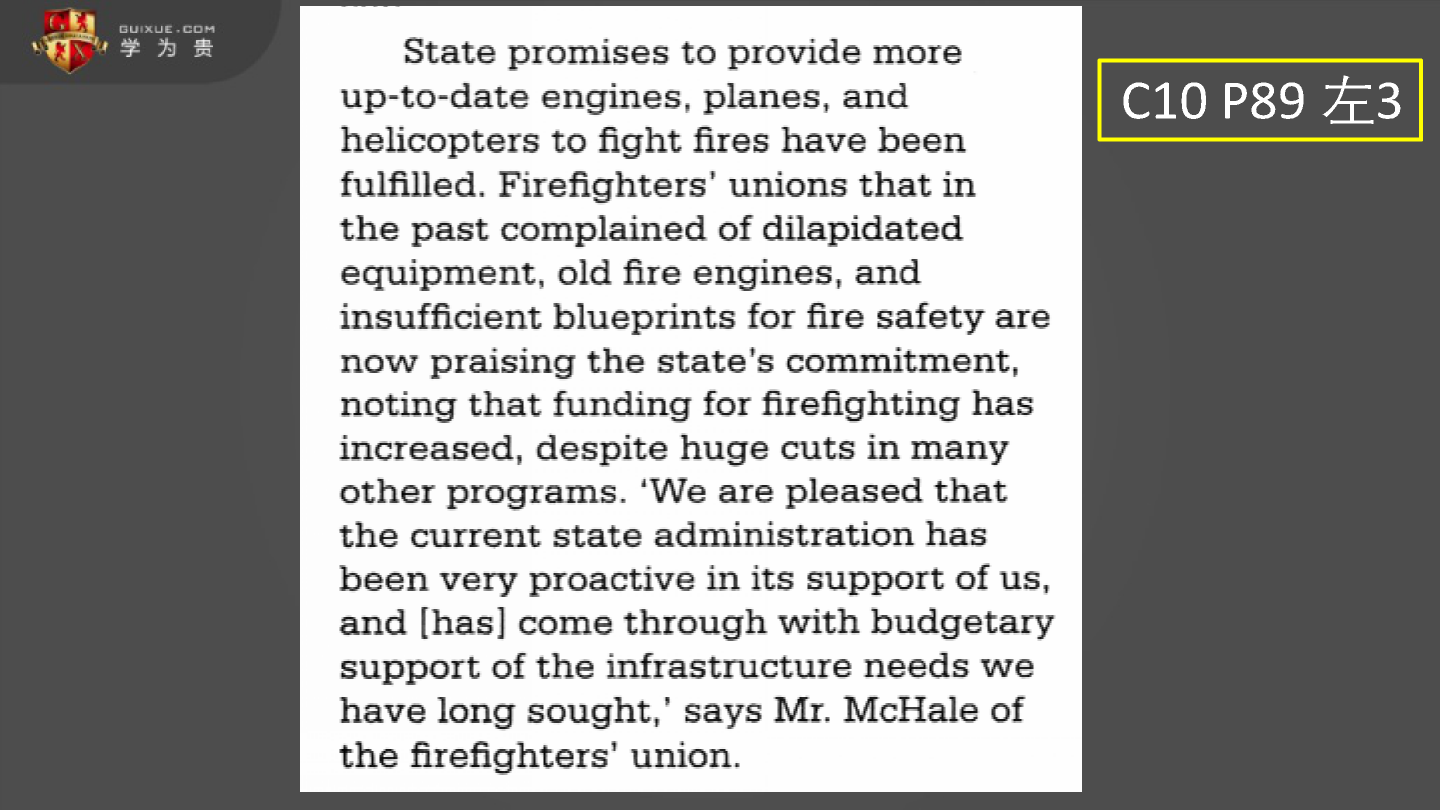 GUIXUE.COM
学为贵
State promises to provide more
up-to-date engines, planes, and
helicopters to fight fires have been
fulfilled. Firefighters’ unions that in
the past complained of dilapidated
equipment, old fire engines, and
insufficient blueprints for fire safety are
now praising the state’s commitment,
noting that funding for firefighting has
increased, despite huge cuts in many
other programs. ‘We are pleased that
the current state administration has
been very proactive in its support of us,
and [has] come through with budgetary
support of the infrastructure needs we
have long sought,’ says Mr. McHale of
the firefighters’ union.
C10 P89 左3